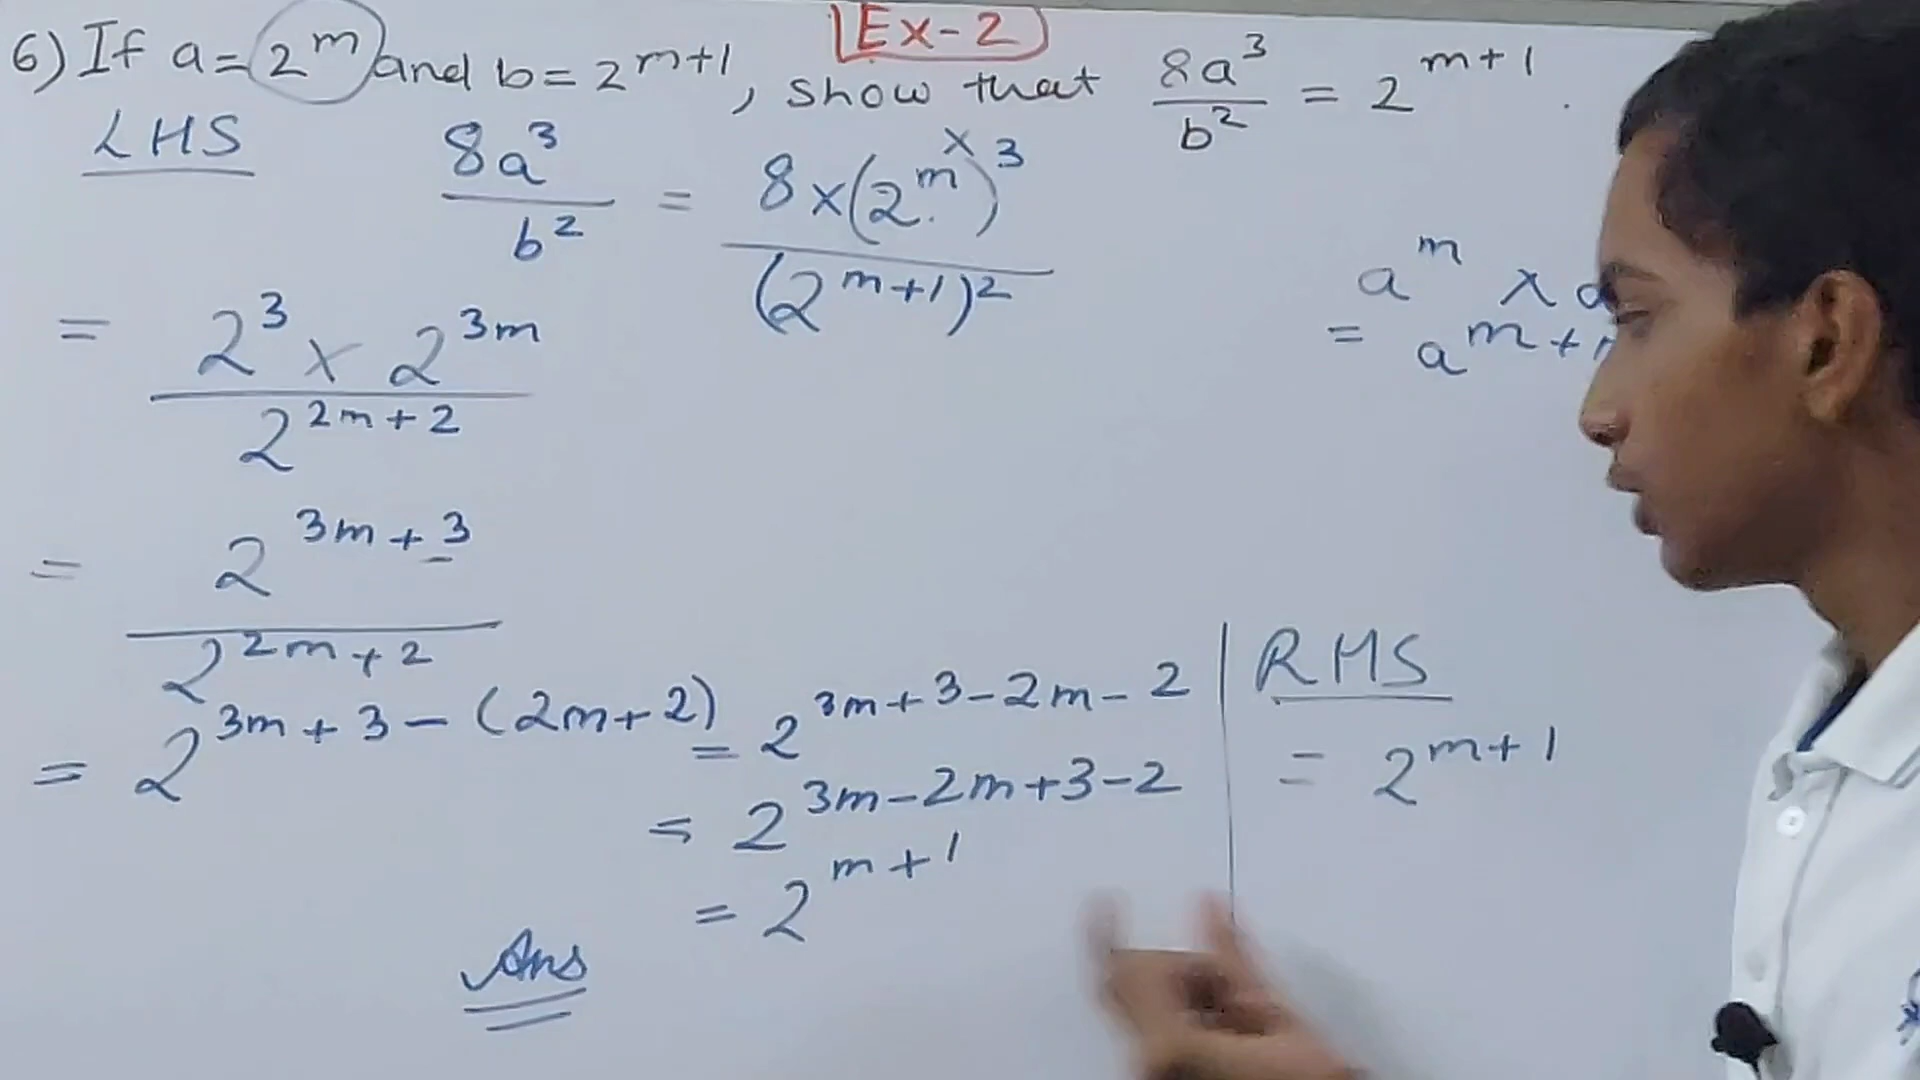 Ex-2
6) If a = 2^m and b = 2^(m+1), show that 8a^3/b^2 = 2^(m+1).
LHS 8a^3/b^2 = 8×(2^m)^×3/(2^(m+1))^2
a^m ×
= a^(m+
= 2^3 × 2^(3m)/2^(2m+2)
= 2^(3m+3)/2^(2m+2)
= 2^(3m+3-(2m+2)) = 2^(3m+3-2m-2)
= 2^(3m-2m+3-2)
= 2^(m+1)
Ans
RHS
= 2^(m+1)